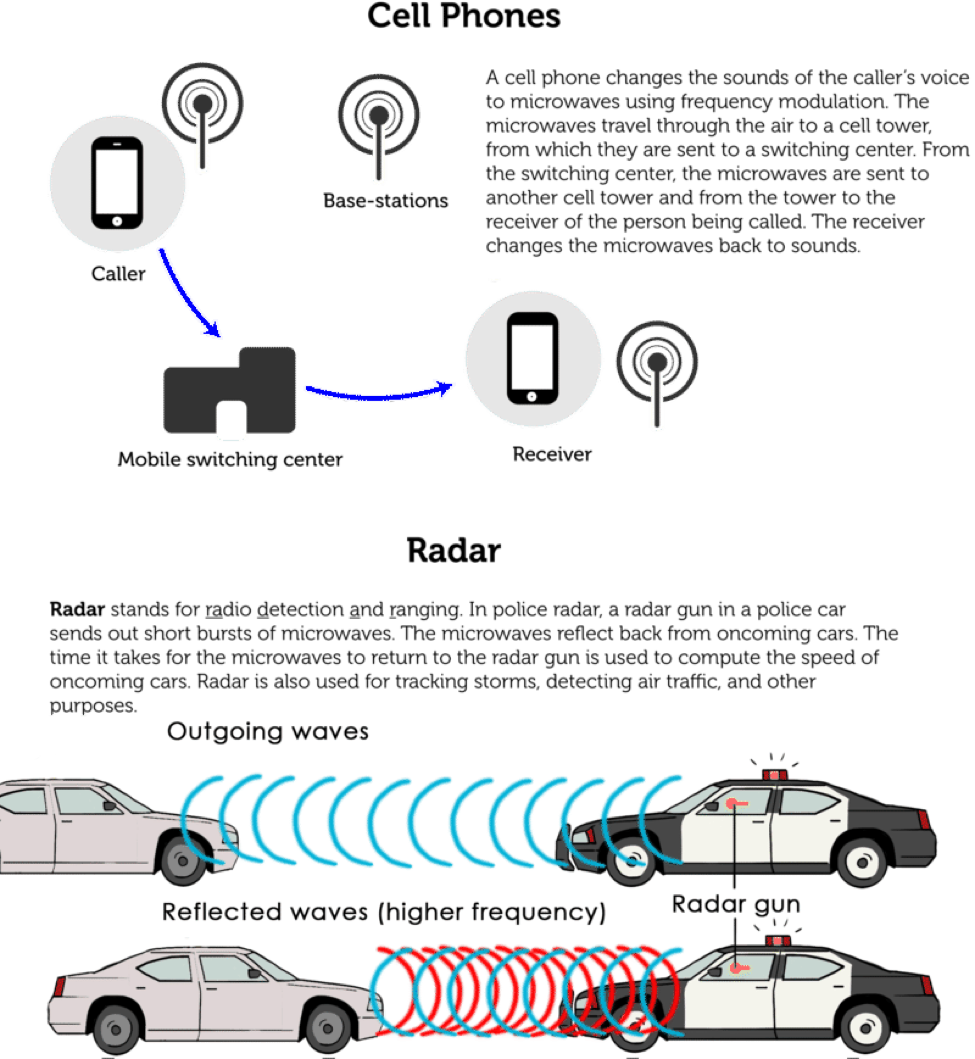 Cell Phones
A cell phone changes the sounds of the caller's voice
to microwaves using frequency modulation. The
microwaves travel through the air to a cell tower,
from which they are sent to a switching center. From
the switching center, the microwaves are sent to
another cell tower and from the tower to the
receiver of the person being called. The receiver
changes the microwaves back to sounds.
Base-stations
Caller
Mobile switching center
Receiver
Radar
Radar stands for radio detection and ranging. In police radar, a radar gun in a police car
sends out short bursts of microwaves. The microwaves reflect back from oncoming cars. The
time it takes for the microwaves to return to the radar gun is used to compute the speed of
oncoming cars. Radar is also used for tracking storms, detecting air traffic, and other
purposes.
Outgoing waves
Radar gun
Reflected waves (higher frequency)